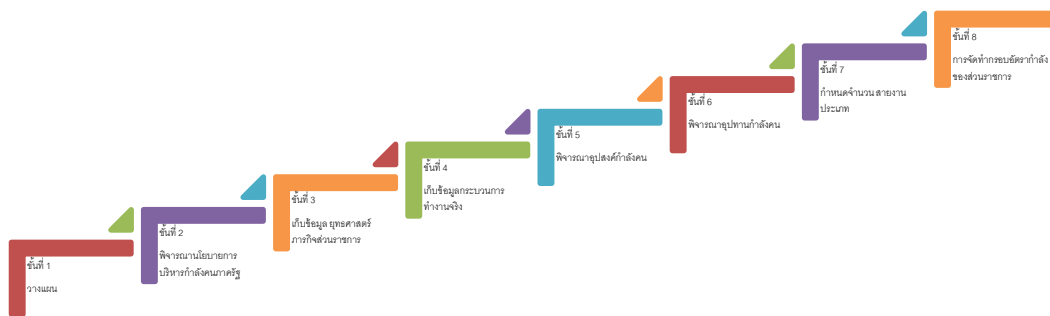 ขั้นที่ 1
วางแผน
ขั้นที่ 2
พิจารณานโยบายการ
บริหารกำลังคนภาครัฐ
ขั้นที่ 3
เก็บข้อมูล ยุทธศาสตร์
ภารกิจส่วนราชการ
ขั้นที่ 4
เก็บข้อมูลกระบวนการ
ทำงานจริง
ขั้นที่ 5
พิจารณาอุปสงค์กำลังคน
ขั้นที่ 6
พิจารณาอุปทานกำลังคน
ขั้นที่ 7
กำหนดจำนวน สายงาน
ประเภท
ขั้นที่ 8
การจัดทำกรอบอัตรากำลัง
ของส่วนราชการ